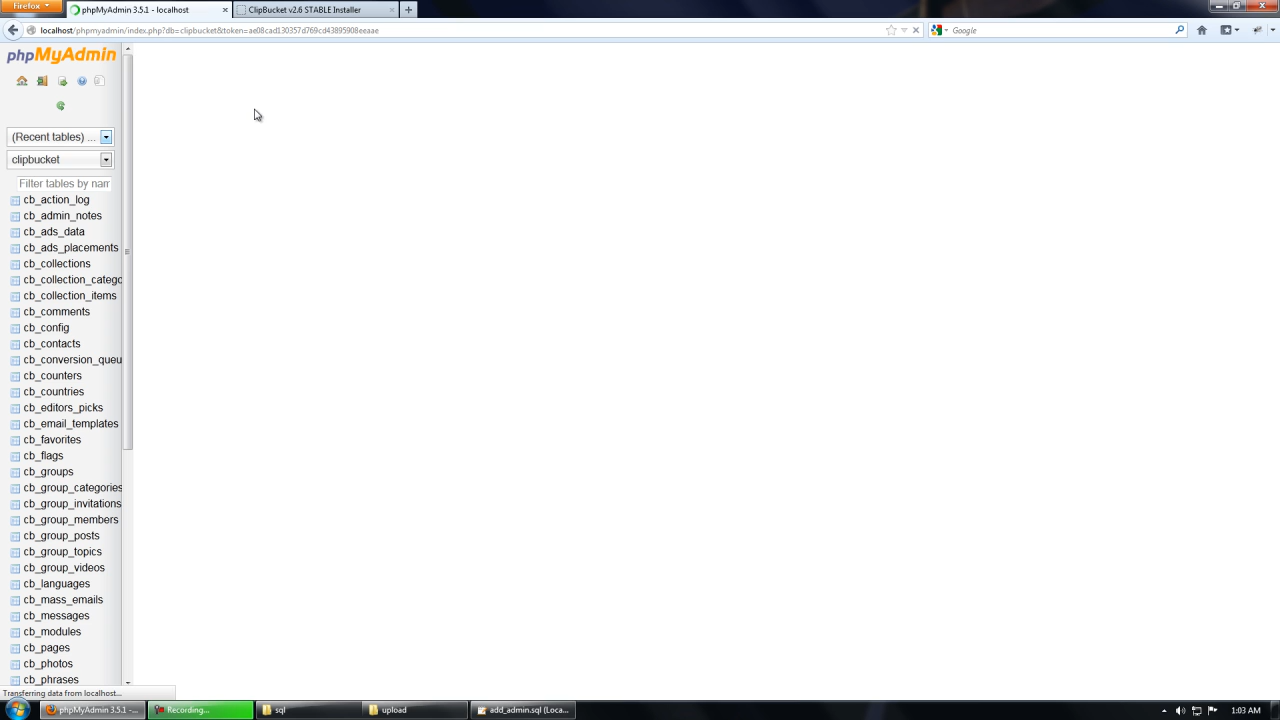 Firefox
phpMyAdmin 3.5.1 - localhost
ClipBucket v2.6 STABLE Installer
localhost/phpmyadmin/index.php?db=clipbucket&token=ae08cad130357d769cd43895908eeaae
Google
phpMyAdmin
(Recent tables) ...
clipbucket
Filter tables by nam
cb_action_log
cb_admin_notes
cb_ads_data
cb_ads_placements
cb_collections
cb_collection_catego
cb_collection_items
cb_comments
cb_config
cb_contacts
cb_conversion_queu
cb_counters
cb_countries
cb_editors_picks
cb_email_templates
cb_favorites
cb_flags
cb_groups
cb_group_categories
cb_group_invitations
cb_group_members
cb_group_posts
cb_group_topics
cb_group_videos
cb_languages
cb_mass_emails
cb_messages
cb_modules
cb_pages
cb_photos
cb_phrases
Transferring data from localhost...
phpMyAdmin 3.5.1 -...
Recording...
sql
upload
add_admin.sql (Loca...
1:03 AM